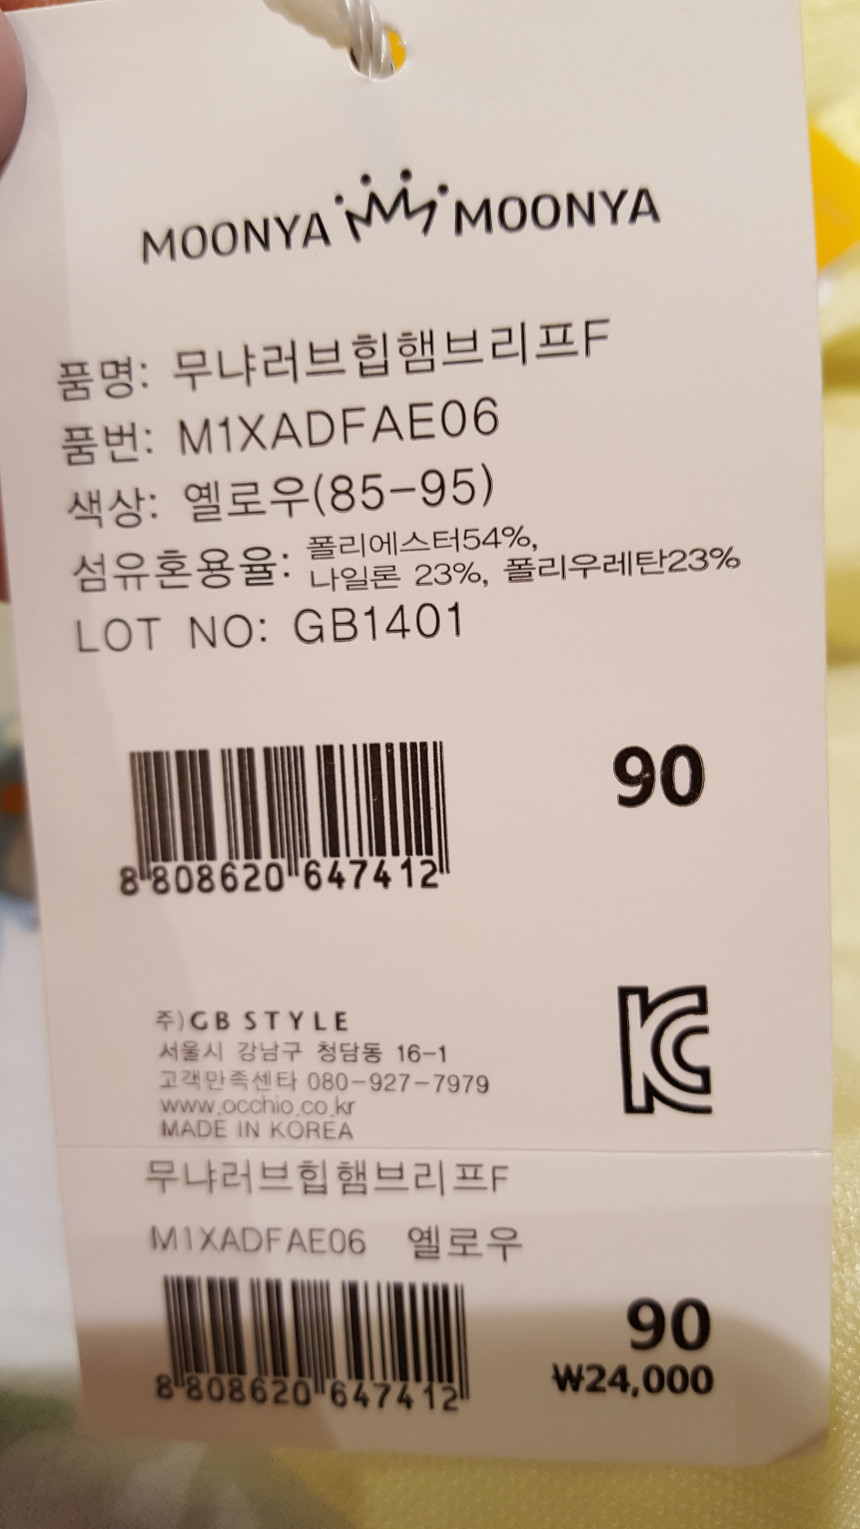 MOONYA MOONYA
품명: 무냐러브힙햄브리프F
품번: M1XADFAE06
색상: 옐로우(85-95)
섬유혼용율: 폴리에스터54%,
나일론 23%, 폴리우레탄23%
LOT NO: GB1401
90
8 808620 647412
주)GB STYLE
서울시 강남구 청담동 16-1
고객만족센타 080-927-7979
www.occhio.co.kr
MADE IN KOREA
무냐러브힙햄브리프F
M1XADFAE06 옐로우
90
8 808620 647412
₩24,000